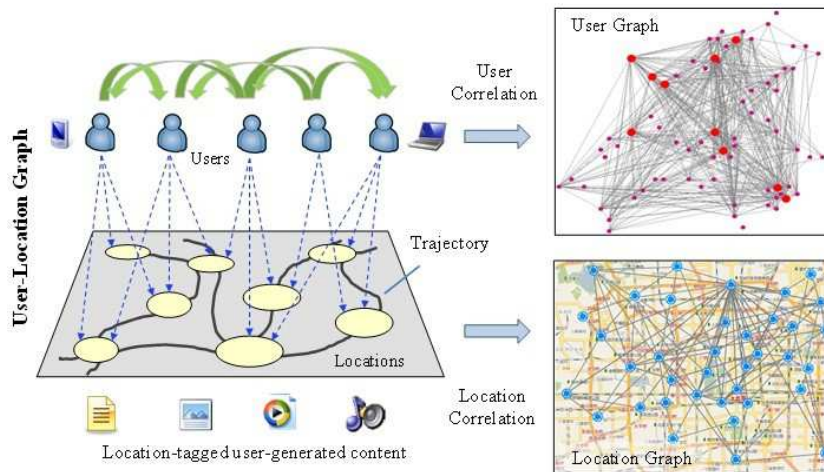 User-Location Graph
Users
Trajectory
Locations
Location-tagged user-generated content
User
Correlation
Location
Correlation
User Graph
Location Graph